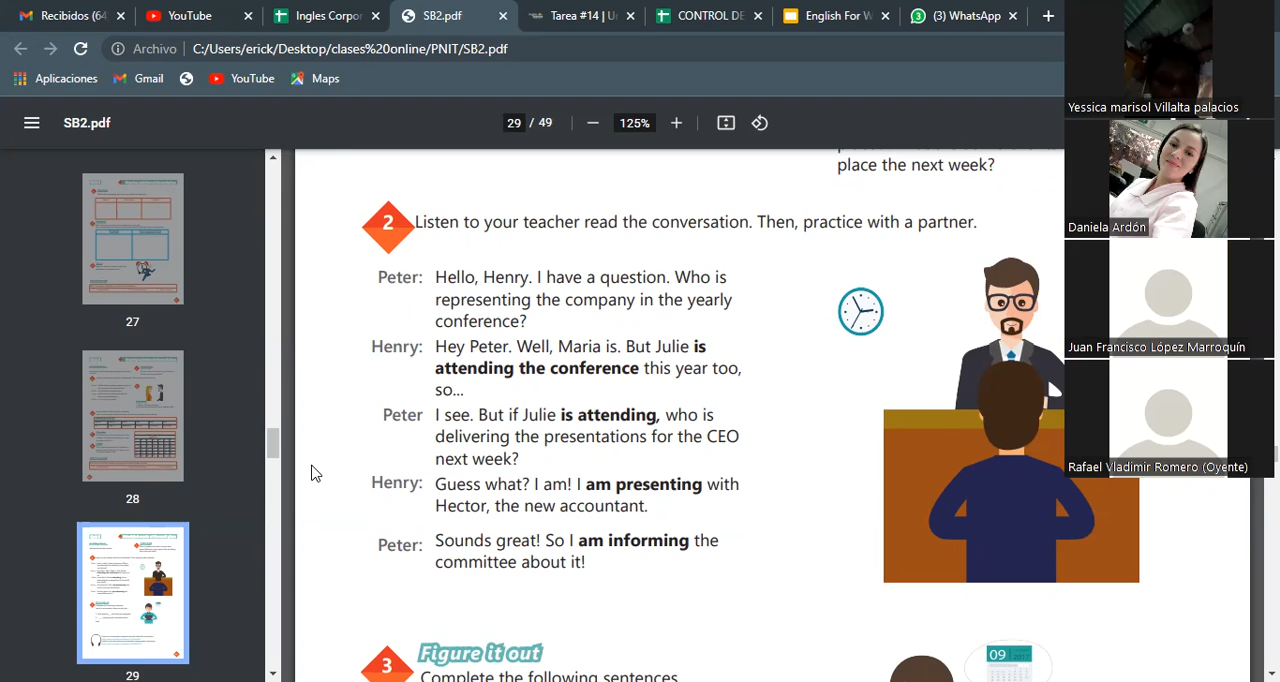 Recibidos (64
YouTube
Ingles Corpor
SB2.pdf
Tarea #14 | U
CONTROL DE
English For W
(3) WhatsApp
Archivo
C:/Users/erick/Desktop/clases%20online/PNIT/SB2.pdf
Aplicaciones
Gmail
YouTube
Maps
SB2.pdf
29 / 49
125%
27
28
29
place the next week?
2
Listen to your teacher read the conversation. Then, practice with a partner.
Peter: Hello, Henry. I have a question. Who is
representing the company in the yearly
conference?
Henry: Hey Peter. Well, Maria is. But Julie is
attending the conference this year too,
so...
Peter I see. But if Julie is attending, who is
delivering the presentations for the CEO
next week?
Henry: Guess what? I am! I am presenting with
Hector, the new accountant.
Peter: Sounds great! So I am informing the
committee about it!
3
Figure it out
Complete the following sentences
09
Yessica marisol Villalta palacios
Daniela Ardón
Juan Francisco López Marroquín
Rafael Vladimir Romero (Oyente)